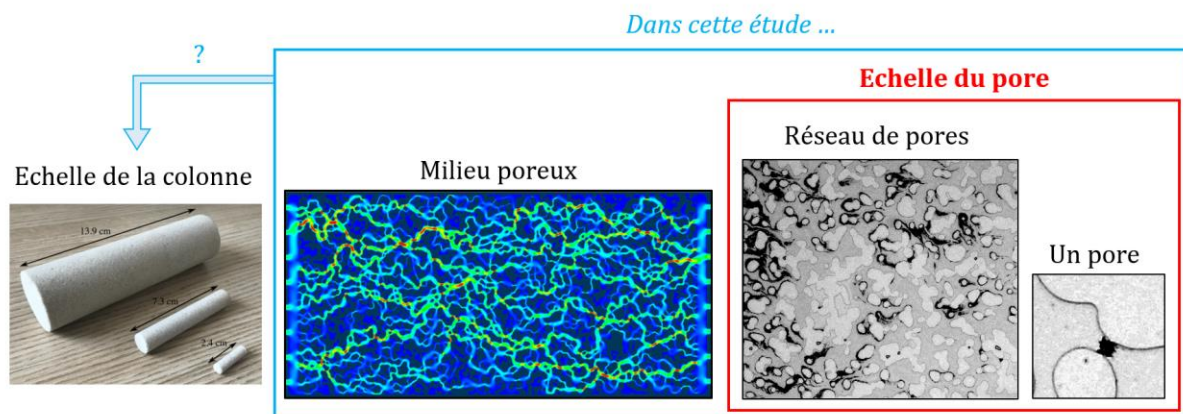 Dans cette étude ...
?
Echelle du pore
Réseau de pores
Milieu poreux
Echelle de la colonne
Un pore
13.9 cm
7.3 cm
2.4 cm